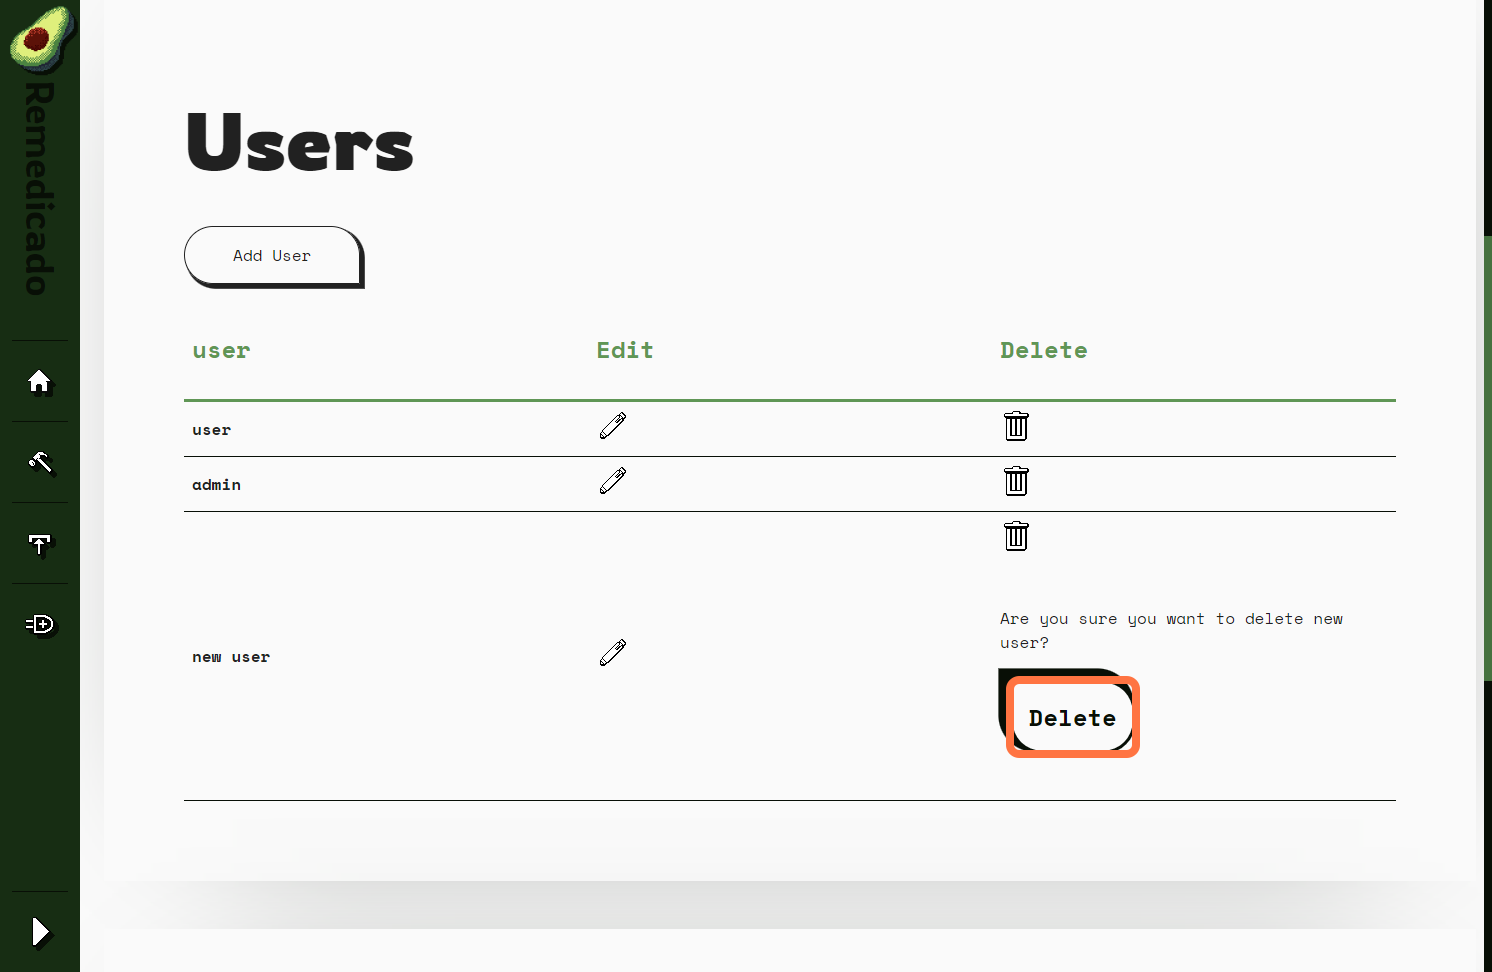 Remedicado
Users
Add User
user Edit Delete
user
admin
new user
Are you sure you want to delete new
user?
Delete